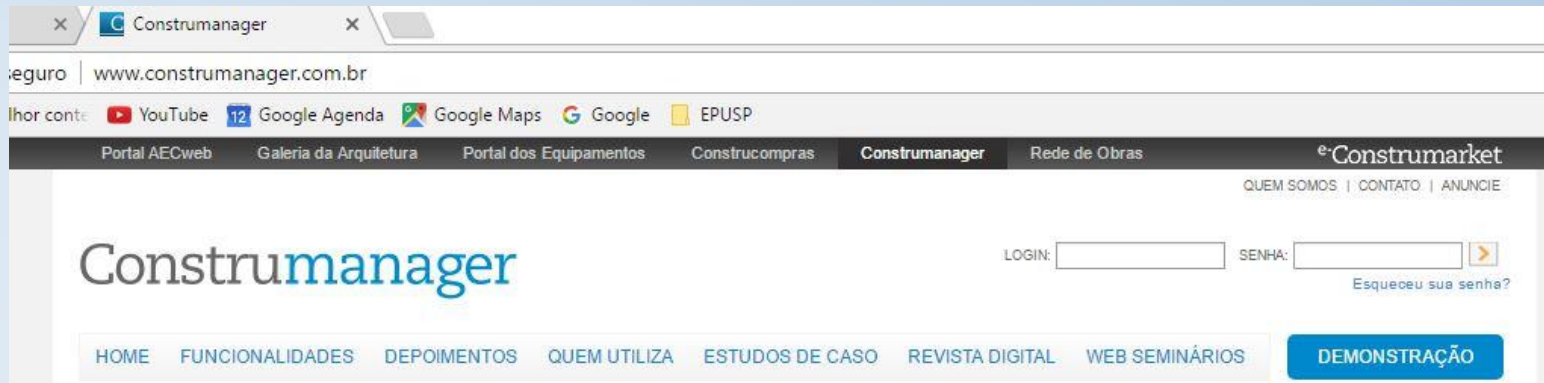 Construmanager
seguro | www.construmanager.com.br
lhor conte YouTube 12 Google Agenda Google Maps G Google EPUSP
Portal AECweb Galeria da Arquitetura Portal dos Equipamentos Construcompras Construmanager Rede de Obras e-Construmarket
QUEM SOMOS | CONTATO | ANUNCIE
Construmanager LOGIN: SENHA:
Esqueceu sua senha?
HOME FUNCIONALIDADES DEPOIMENTOS QUEM UTILIZA ESTUDOS DE CASO REVISTA DIGITAL WEB SEMINÁRIOS DEMONSTRAÇÃO